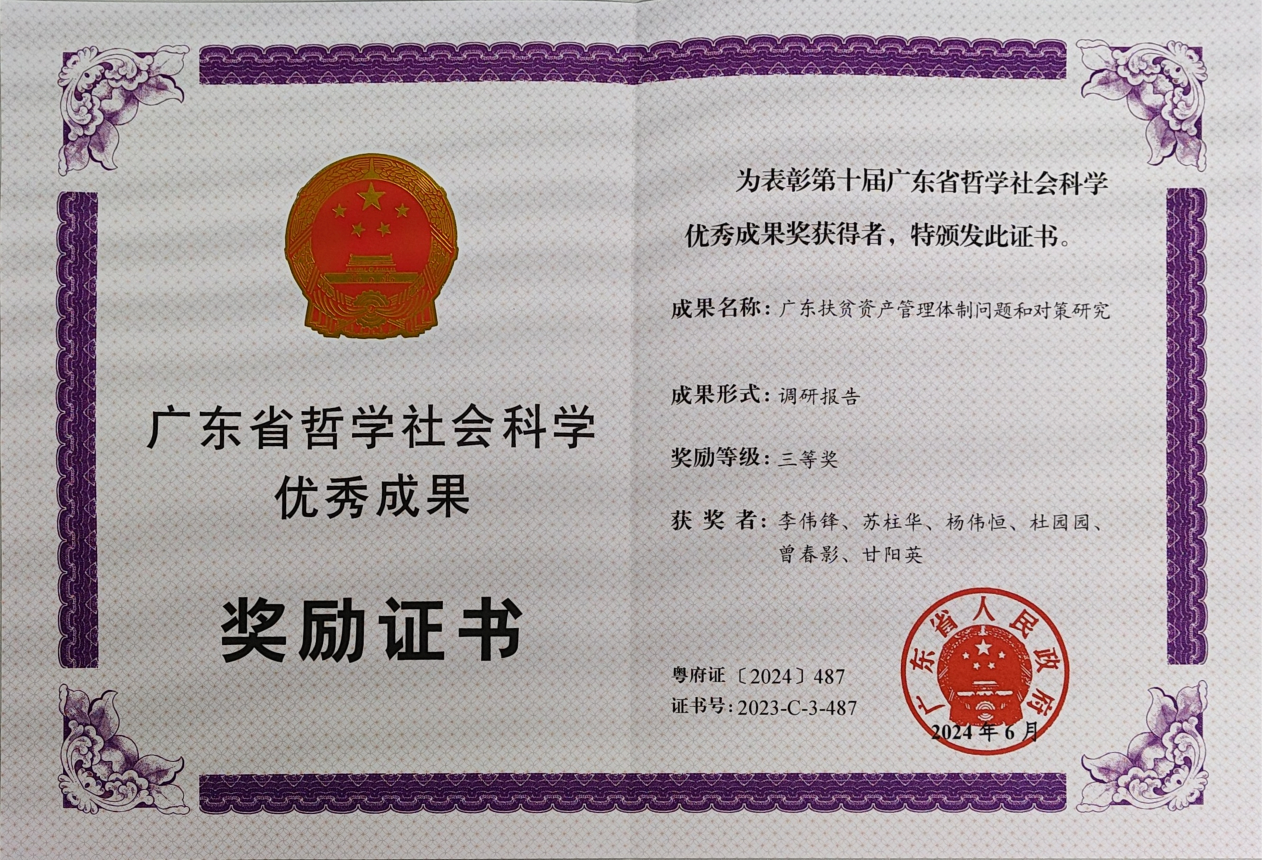 广东省哲学社会科学
优秀成果
奖励证书
为表彰第十届广东省哲学社会科学
优秀成果奖获得者，特颁发此证书。
成果名称：广东扶贫资产管理体制问题和对策研究
成果形式：调研报告
奖励等级：三等奖
获奖者：李伟锋、苏柱华、杨伟恒、杜园园、
曾春影、甘阳英
粤府证〔2024〕487
证书号：2023-C-3-487
广东省人民政府
2024年6月